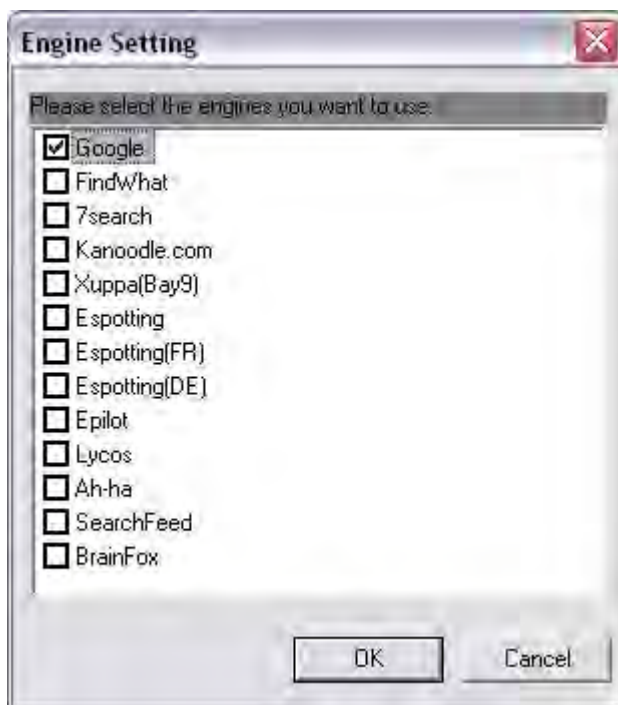 Engine Setting
Please select the engines you want to use:
Google
FindWhat
7search
Kanoodle.com
Xuppa(Bay9)
Espotting
Espotting(FR)
Espotting(DE)
Epilot
Lycos
Ah-ha
SearchFeed
BrainFox
OK
Cancel